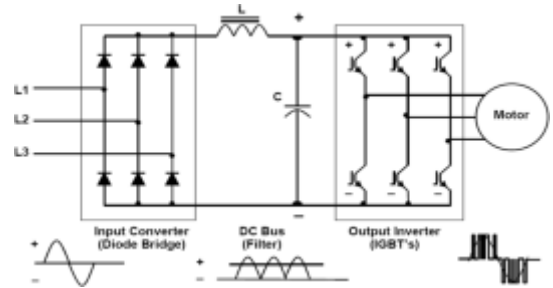 L
+
L1
L2
L3
C
+ + +
Motor
− − −
−
Input Converter
(Diode Bridge)
DC Bus
(Filter)
Output Inverter
(IGBT's)
+
−
+
−